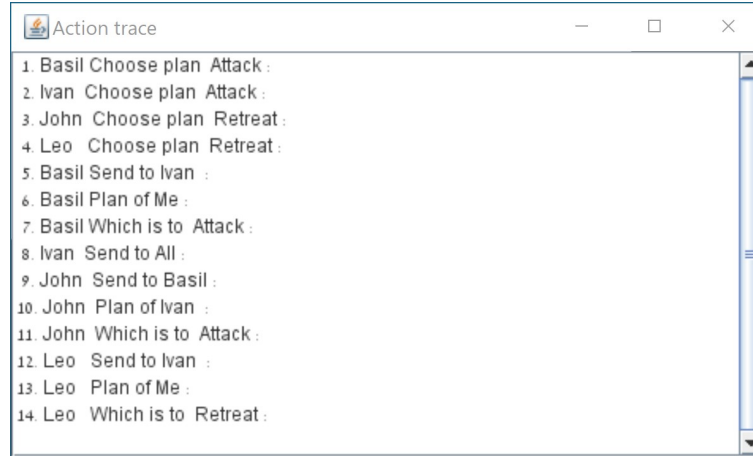 Action trace
1. Basil Choose plan Attack :
2. Ivan Choose plan Attack :
3. John Choose plan Retreat :
4. Leo Choose plan Retreat :
5. Basil Send to Ivan :
6. Basil Plan of Me :
7. Basil Which is to Attack :
8. Ivan Send to All :
9. John Send to Basil :
10. John Plan of Ivan :
11. John Which is to Attack :
12. Leo Send to Ivan :
13. Leo Plan of Me :
14. Leo Which is to Retreat :